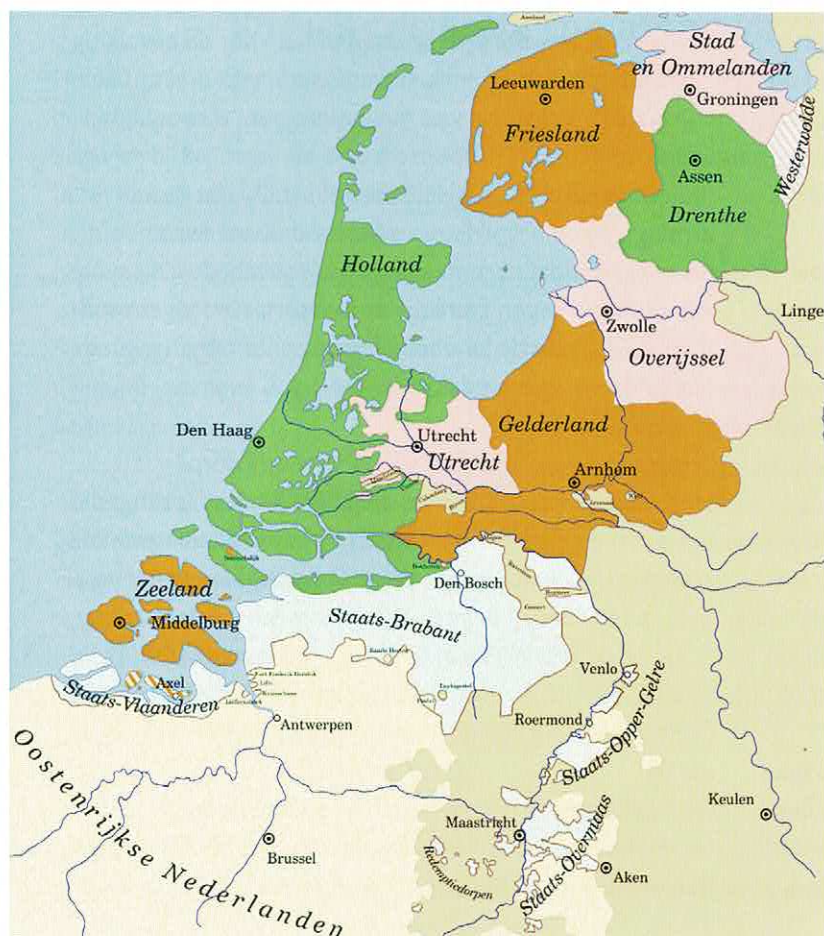 Ameland
Stad
en Ommelanden
Leeuwarden
Groningen
Friesland
Westerwolde
Assen
Drenthe
Holland
Linge
Zwolle
Overijssel
Gelderland
Den Haag
Utrecht
Utrecht
Arnhem
Zeeland
Den Bosch
Middelburg
Staats-Brabant
Venlo
Axel
Staats-Vlaanderen
Roermond
Antwerpen
Staats-Opper-Gelre
Oostenrijkse Nederlanden
Keulen
Maastricht
Brussel
Redemptiedorpen
Staats-Overmaas
Aken